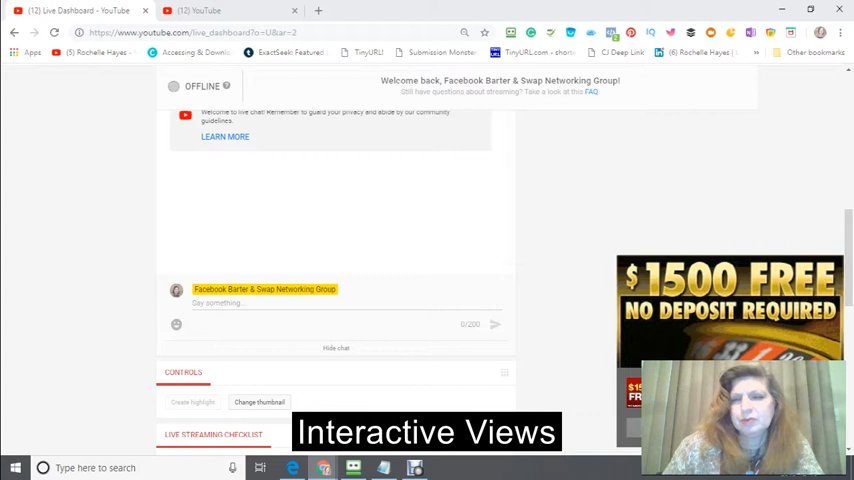 (12) Live Dashboard - YouTube
(12) YouTube
https://www.youtube.com/live_dashboard?o=U&ar=2
Apps
(5) Rochelle Hayes
Accessing & Downlo
ExactSeek: Featured
TinyURL!
Submission Monster
TinyURL.com - short
CJ Deep Link
(6) Rochelle Hayes | L
Other bookmarks
OFFLINE
Welcome back, Facebook Barter & Swap Networking Group!
Still have questions about streaming? Take a look at this FAQ.
Welcome to live chat! Remember to guard your privacy and abide by our community
guidelines.
LEARN MORE
Facebook Barter & Swap Networking Group
Say something...
0/200
Hide chat
CONTROLS
Create highlight
Change thumbnail
LIVE STREAMING CHECKLIST
$1500 FREE
NO DEPOSIT REQUIRED
Interactive Views
Type here to search